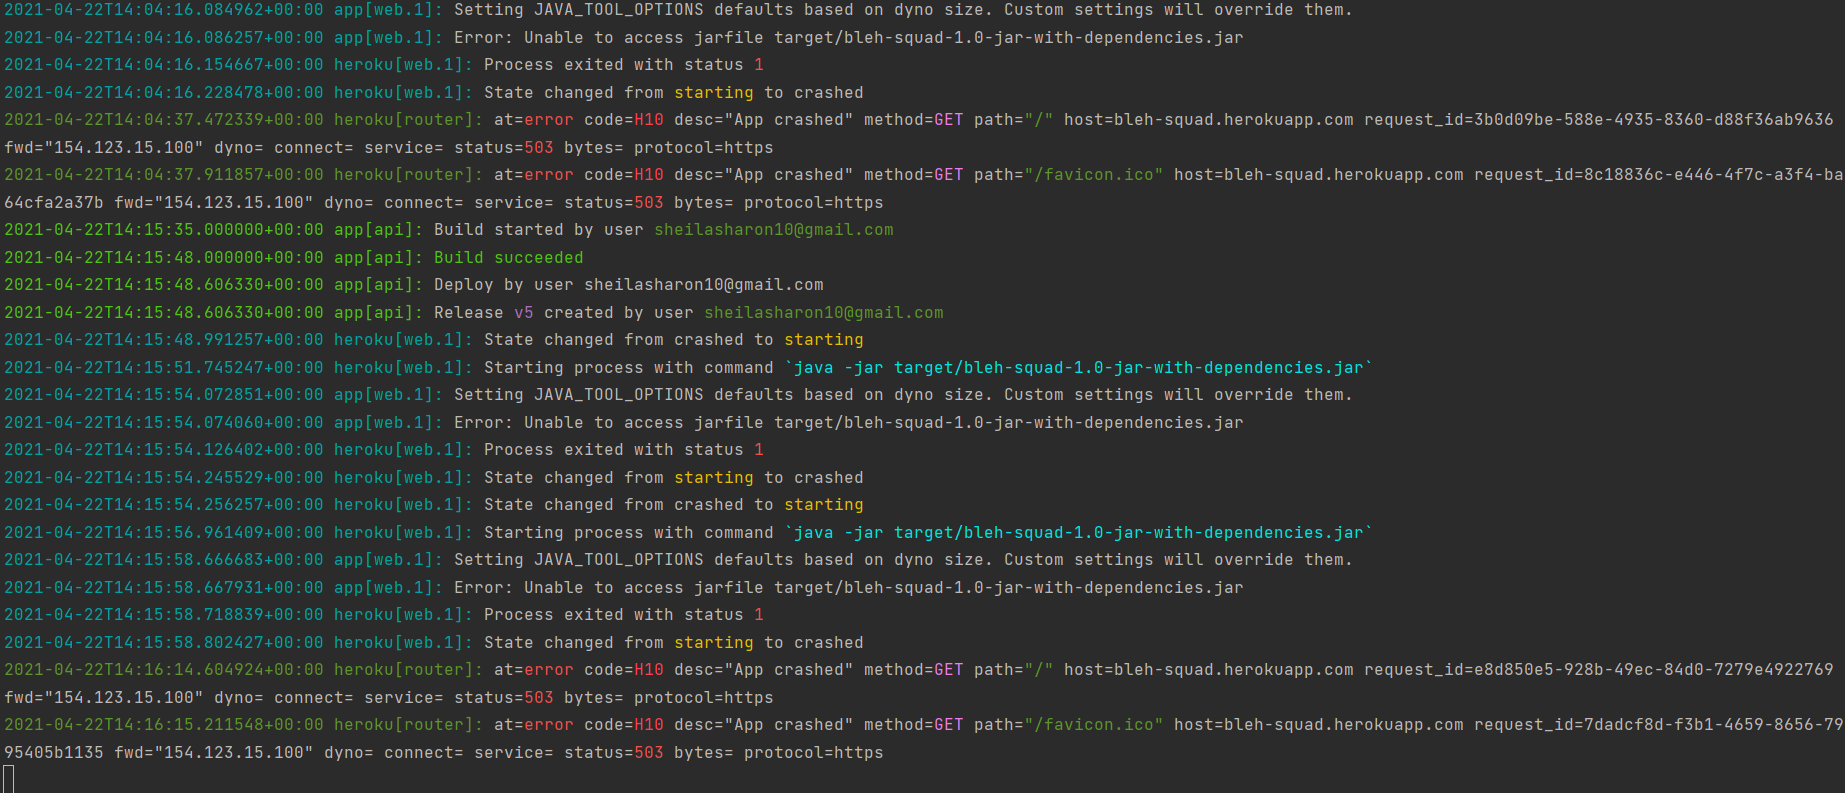 2021-04-22T14:04:16.084962+00:00 app[web.1]: Setting JAVA_TOOL_OPTIONS defaults based on dyno size. Custom settings will override them.
2021-04-22T14:04:16.086257+00:00 app[web.1]: Error: Unable to access jarfile target/bleh-squad-1.0-jar-with-dependencies.jar
2021-04-22T14:04:16.154667+00:00 heroku[web.1]: Process exited with status 1
2021-04-22T14:04:16.228478+00:00 heroku[web.1]: State changed from starting to crashed
2021-04-22T14:04:37.472339+00:00 heroku[router]: at=error code=H10 desc="App crashed" method=GET path="/" host=bleh-squad.herokuapp.com request_id=3b0d09be-588e-4935-8360-d88f36ab9636
fwd="154.123.15.100" dyno= connect= service= status=503 bytes= protocol=https
2021-04-22T14:04:37.911857+00:00 heroku[router]: at=error code=H10 desc="App crashed" method=GET path="/favicon.ico" host=bleh-squad.herokuapp.com request_id=8c18836c-e446-4f7c-a3f4-ba
64cfa2a37b fwd="154.123.15.100" dyno= connect= service= status=503 bytes= protocol=https
2021-04-22T14:15:35.000000+00:00 app[api]: Build started by user sheilasharon10@gmail.com
2021-04-22T14:15:48.000000+00:00 app[api]: Build succeeded
2021-04-22T14:15:48.606330+00:00 app[api]: Deploy by user sheilasharon10@gmail.com
2021-04-22T14:15:48.606330+00:00 app[api]: Release v5 created by user sheilasharon10@gmail.com
2021-04-22T14:15:48.991257+00:00 heroku[web.1]: State changed from crashed to starting
2021-04-22T14:15:51.745247+00:00 heroku[web.1]: Starting process with command `java -jar target/bleh-squad-1.0-jar-with-dependencies.jar`
2021-04-22T14:15:54.072851+00:00 app[web.1]: Setting JAVA_TOOL_OPTIONS defaults based on dyno size. Custom settings will override them.
2021-04-22T14:15:54.074060+00:00 app[web.1]: Error: Unable to access jarfile target/bleh-squad-1.0-jar-with-dependencies.jar
2021-04-22T14:15:54.126402+00:00 heroku[web.1]: Process exited with status 1
2021-04-22T14:15:54.245529+00:00 heroku[web.1]: State changed from starting to crashed
2021-04-22T14:15:54.256257+00:00 heroku[web.1]: State changed from crashed to starting
2021-04-22T14:15:56.961409+00:00 heroku[web.1]: Starting process with command `java -jar target/bleh-squad-1.0-jar-with-dependencies.jar`
2021-04-22T14:15:58.666683+00:00 app[web.1]: Setting JAVA_TOOL_OPTIONS defaults based on dyno size. Custom settings will override them.
2021-04-22T14:15:58.667931+00:00 app[web.1]: Error: Unable to access jarfile target/bleh-squad-1.0-jar-with-dependencies.jar
2021-04-22T14:15:58.718839+00:00 heroku[web.1]: Process exited with status 1
2021-04-22T14:15:58.802427+00:00 heroku[web.1]: State changed from starting to crashed
2021-04-22T14:16:14.604924+00:00 heroku[router]: at=error code=H10 desc="App crashed" method=GET path="/" host=bleh-squad.herokuapp.com request_id=e8d850e5-928b-49ec-84d0-7279e4922769
fwd="154.123.15.100" dyno= connect= service= status=503 bytes= protocol=https
2021-04-22T14:16:15.211548+00:00 heroku[router]: at=error code=H10 desc="App crashed" method=GET path="/favicon.ico" host=bleh-squad.herokuapp.com request_id=7dadcf8d-f3b1-4659-8656-79
95405b1135 fwd="154.123.15.100" dyno= connect= service= status=503 bytes= protocol=https